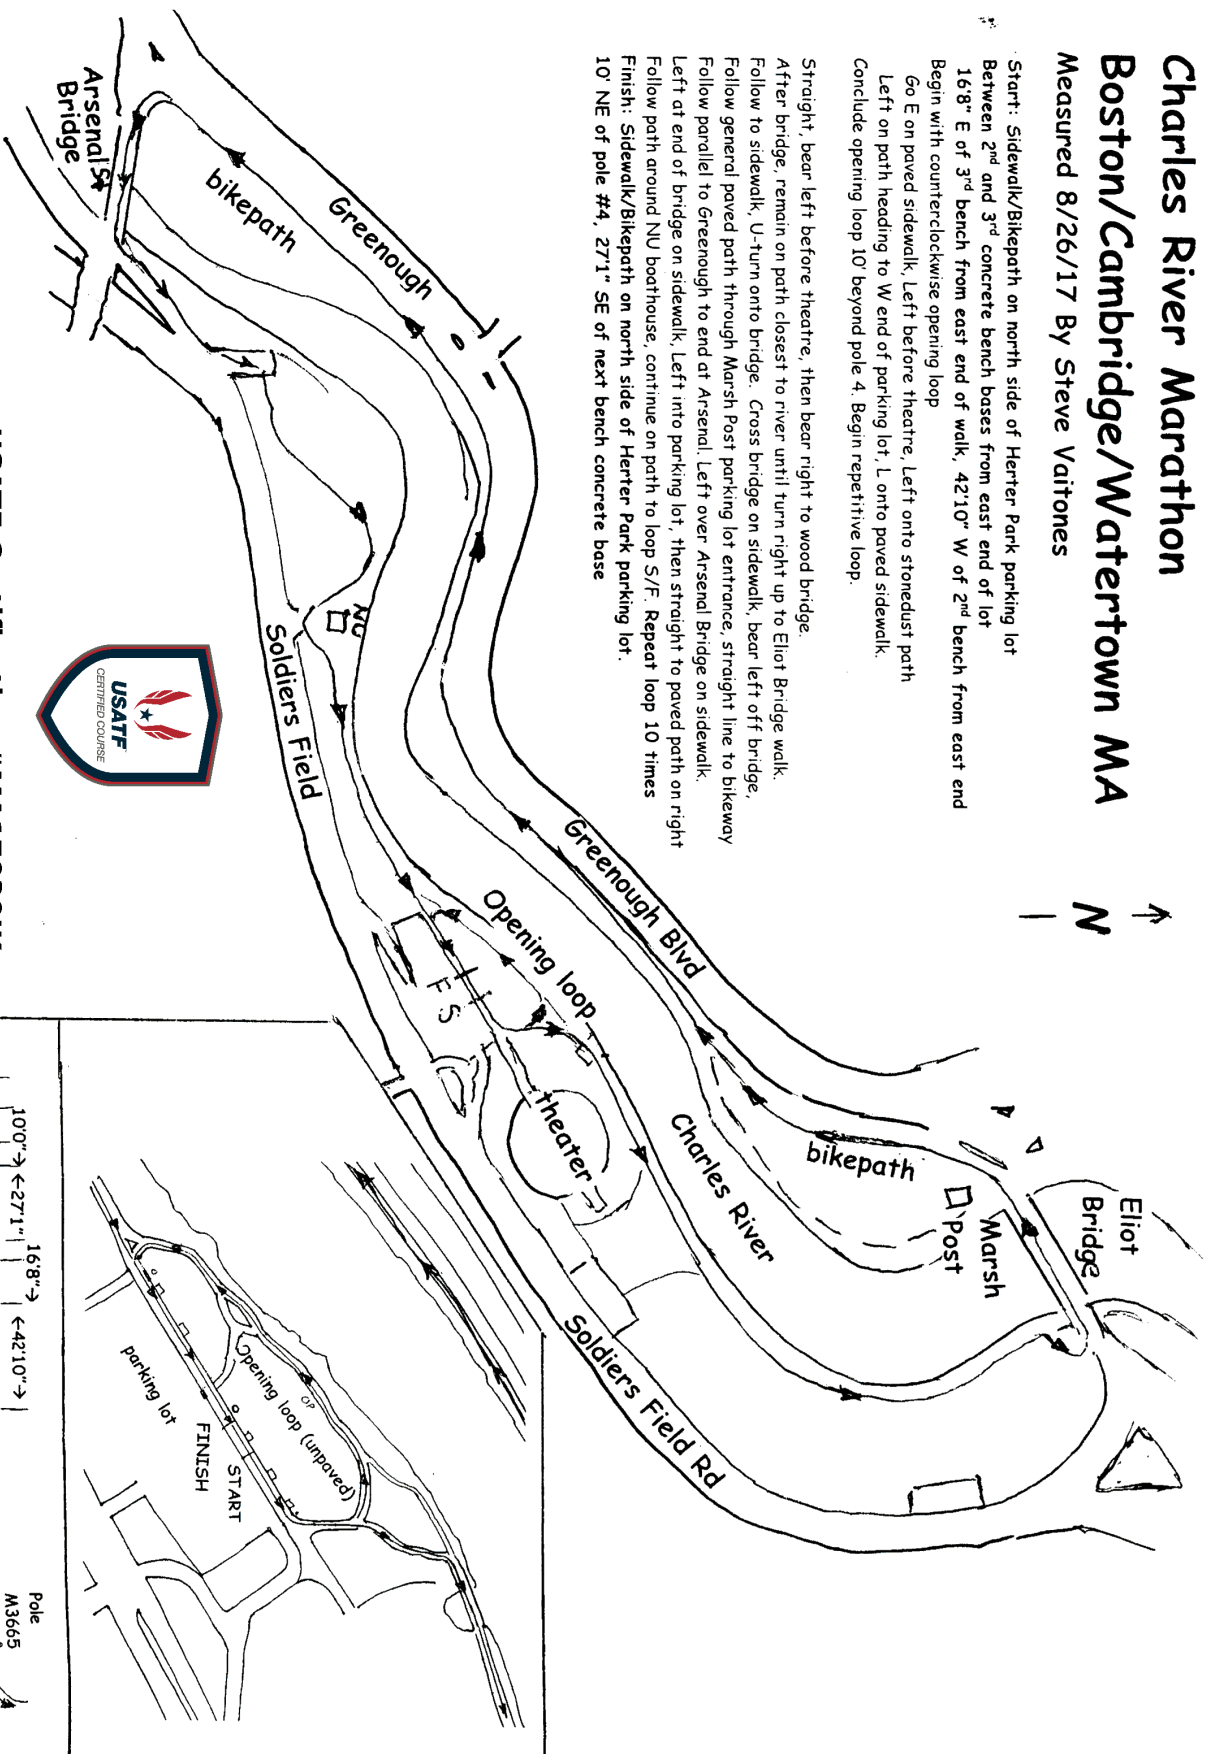 Charles River Marathon
Boston/Cambridge/Watertown MA
Measured 8/26/17 By Steve Vaitones
N
Start: Sidewalk/Bikepath on north side of Herter Park parking lot
Between 2nd and 3rd concrete bench bases from east end of lot
16'8" E of 3rd bench from east end of walk, 42'10" W of 2nd bench from east end
Begin with counterclockwise opening loop
Go E on paved sidewalk, Left before theatre, Left onto stonedust path
Left on path heading to W end of parking lot, L onto paved sidewalk.
Conclude opening loop 10' beyond pole 4. Begin repetitive loop.
Straight, bear left before theatre, then bear right to wood bridge.
After bridge, remain on path closest to river until turn right up to Eliot Bridge walk.
Follow to sidewalk, U-turn onto bridge. Cross bridge on sidewalk, bear left off bridge,
Follow general paved path through Marsh Post parking lot entrance, straight line to bikeway
Follow parallel to Greenough to end at Arsenal. Left over Arsenal Bridge on sidewalk.
Left at end of bridge on sidewalk, Left into parking lot, then straight to paved path on right
Follow path around NU boathouse, continue on path to loop S/F. Repeat loop 10 times
Finish: Sidewalk/Bikepath on north side of Herter Park parking lot.
10' NE of pole #4, 27'1" SE of next bench concrete base
Eliot
Bridge
Marsh
Post
bikepath
Greenough Blvd
Charles River
Greenough
bikepath
Arsenal St
Bridge
Opening loop
theater
F S
NU
Soldiers Field
Soldiers Field Rd
USATF
CERTIFIED COURSE
Opening loop (unpaved)
OP
START
FINISH
parking lot
10'0"→
←27'1"
16'8"→
←42'10"→
Pole
M3665